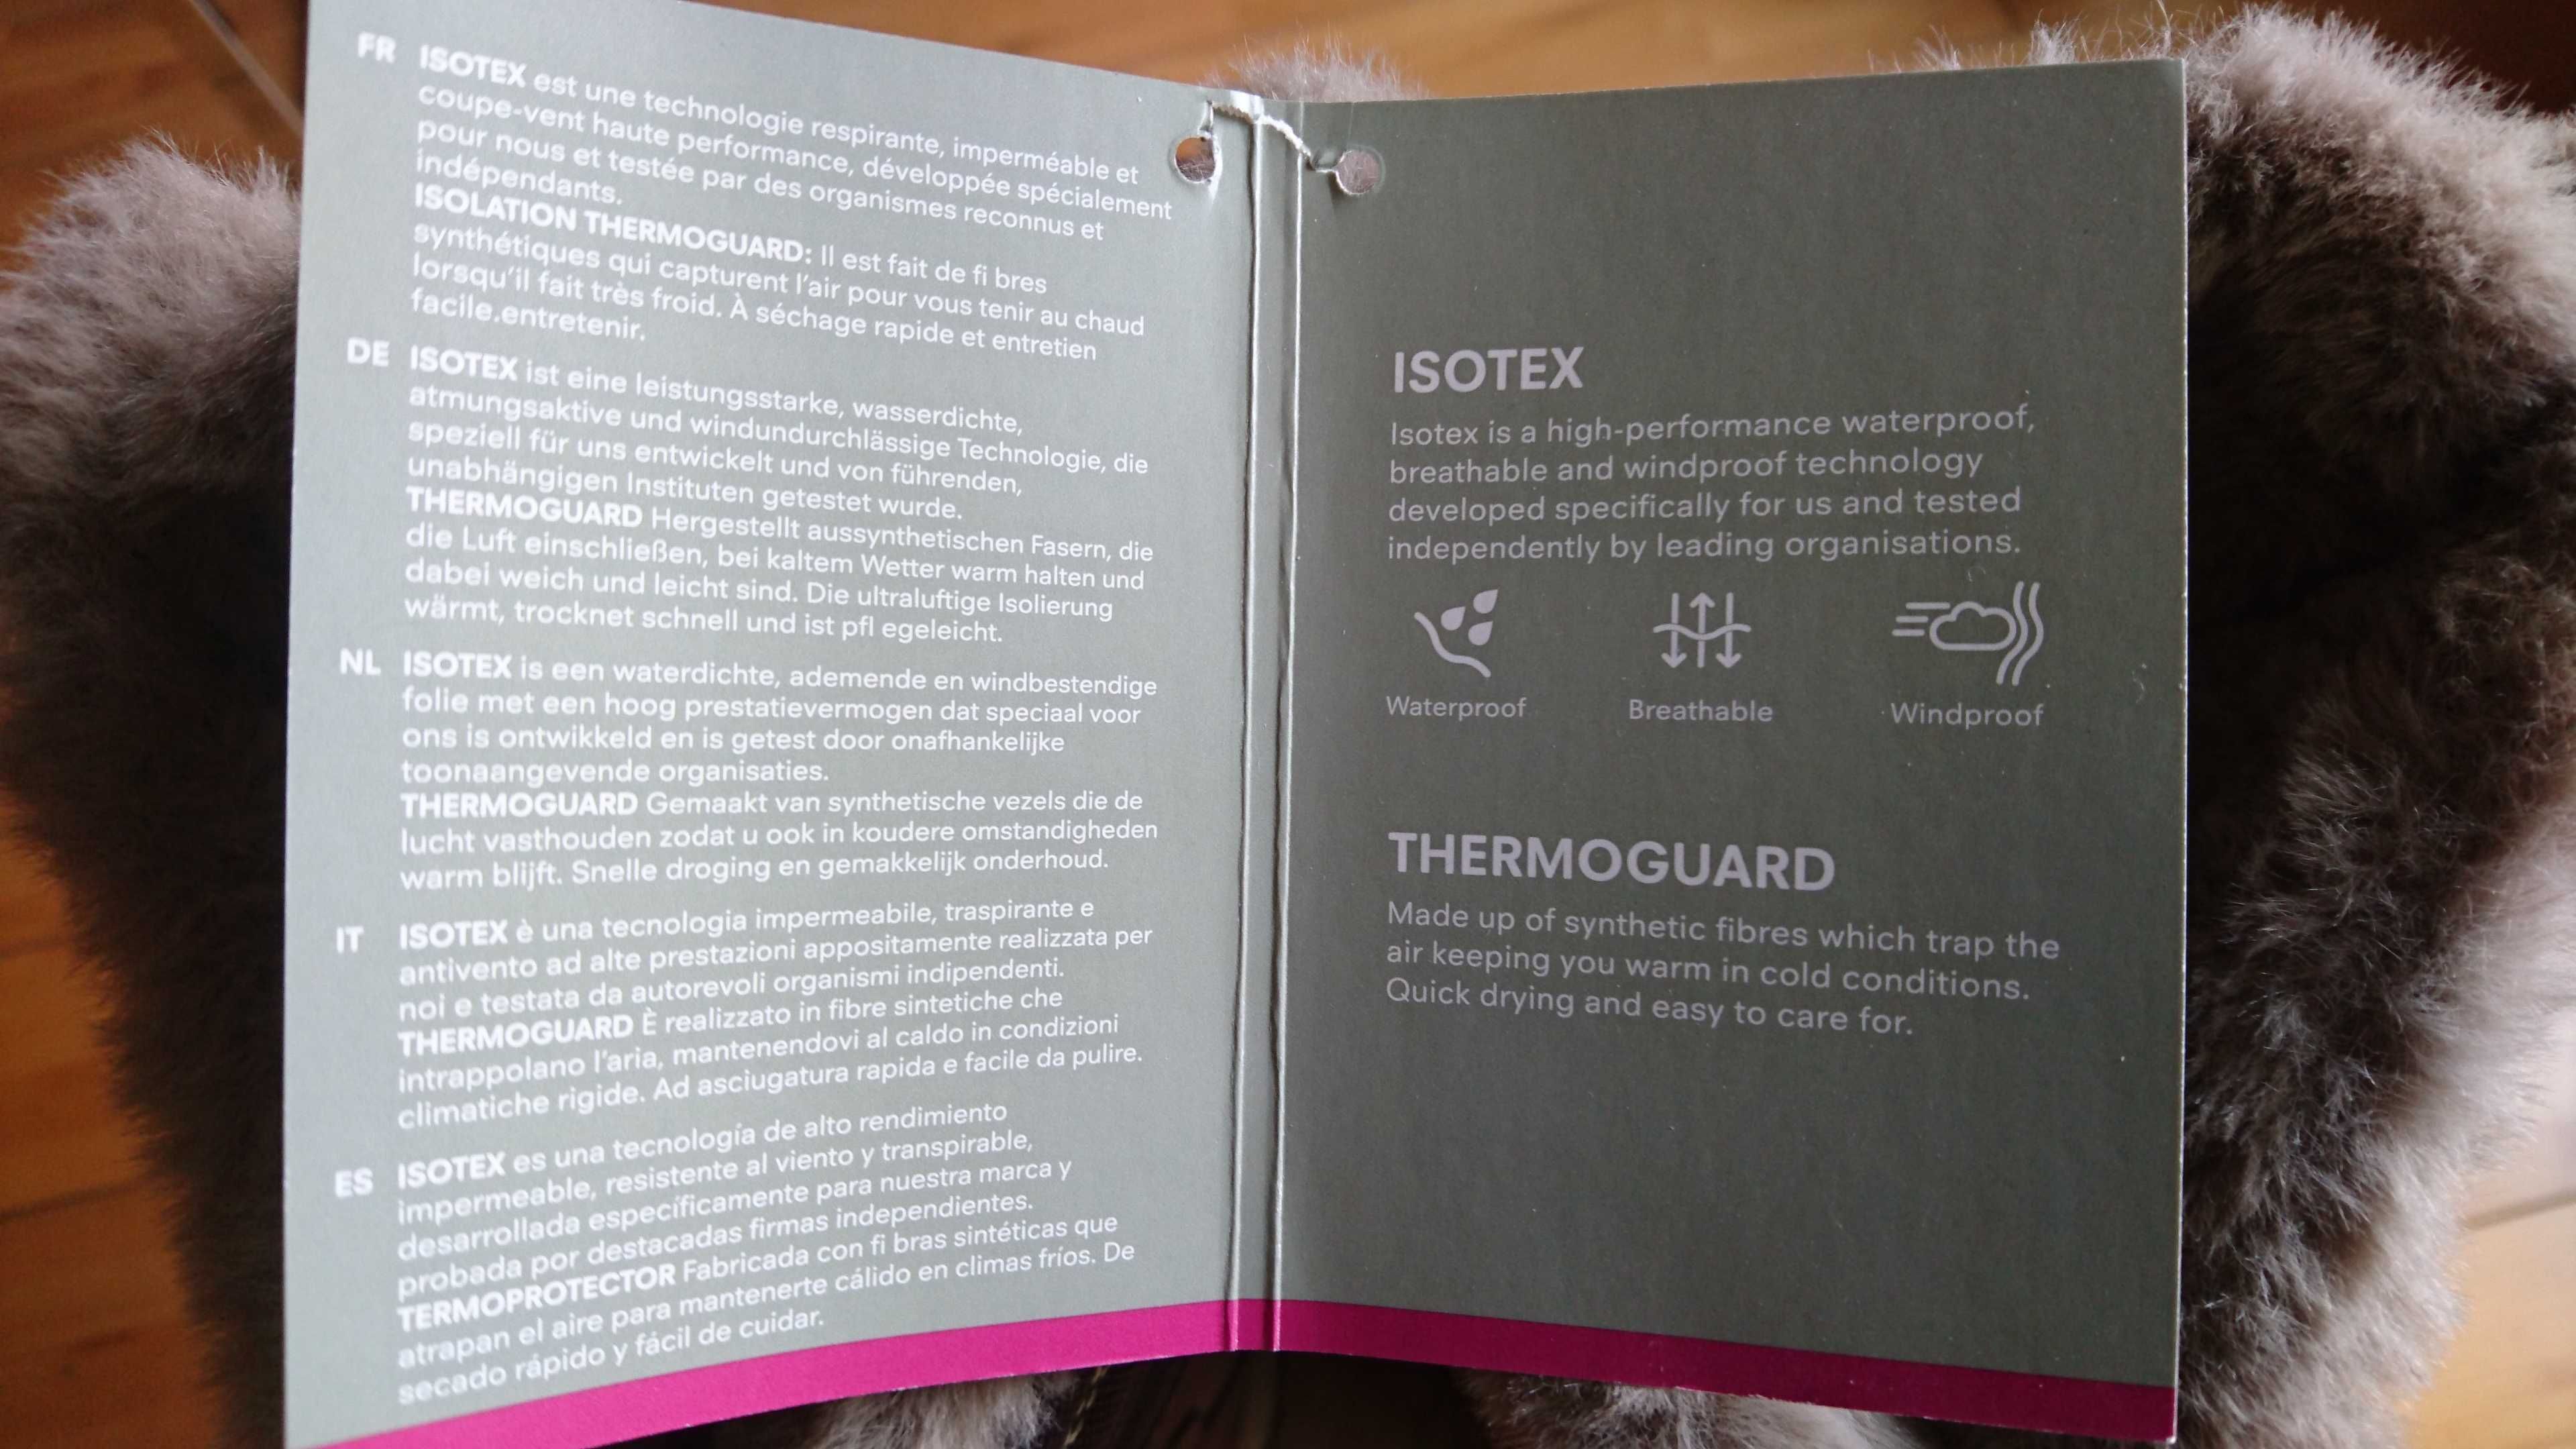 FR ISOTEX est une technologie respirante, imperméable et
coupe-vent haute performance, développée spécialement
pour nous et testée par des organismes reconnus et
indépendants.
ISOLATION THERMOGUARD: Il est fait de fi bres
synthétiques qui capturent l'air pour vous tenir au chaud
lorsqu'il fait très froid. À séchage rapide et entretien
facile.entretenir.
DE ISOTEX ist eine leistungsstarke, wasserdichte,
atmungsaktive und windundurchlässige Technologie, die
speziell für uns entwickelt und von führenden,
unabhängigen Instituten getestet wurde.
THERMOGUARD Hergestellt aussynthetischen Fasern, die
die Luft einschließen, bei kaltem Wetter warm halten und
dabei weich und leicht sind. Die ultraluftige Isolierung
wärmt, trocknet schnell und ist pfl egeleicht.
NL ISOTEX is een waterdichte, ademende en windbestendige
folie met een hoog prestatievermogen dat speciaal voor
ons is ontwikkeld en is getest door onafhankelijke
toonaangevende organisaties.
THERMOGUARD Gemaakt van synthetische vezels die de
lucht vasthouden zodat u ook in koudere omstandigheden
warm blijft. Snelle droging en gemakkelijk onderhoud.
IT ISOTEX è una tecnologia impermeabile, traspirante e
antivento ad alte prestazioni appositamente realizzata per
noi e testata da autorevoli organismi indipendenti.
THERMOGUARD È realizzato in fibre sintetiche che
intrappolano l'aria, mantenendovi al caldo in condizioni
climatiche rigide. Ad asciugatura rapida e facile da pulire.
ES ISOTEX es una tecnología de alto rendimiento
impermeable, resistente al viento y transpirable,
desarrollada específicamente para nuestra marca y
probada por destacadas firmas independientes.
TERMOPROTECTOR Fabricada con fi bras sintéticas que
atrapan el aire para mantenerte cálido en climas fríos. De
secado rápido y fácil de cuidar.
ISOTEX
Isotex is a high-performance waterproof,
breathable and windproof technology
developed specifically for us and tested
independently by leading organisations.
Waterproof Breathable Windproof
THERMOGUARD
Made up of synthetic fibres which trap the
air keeping you warm in cold conditions.
Quick drying and easy to care for.